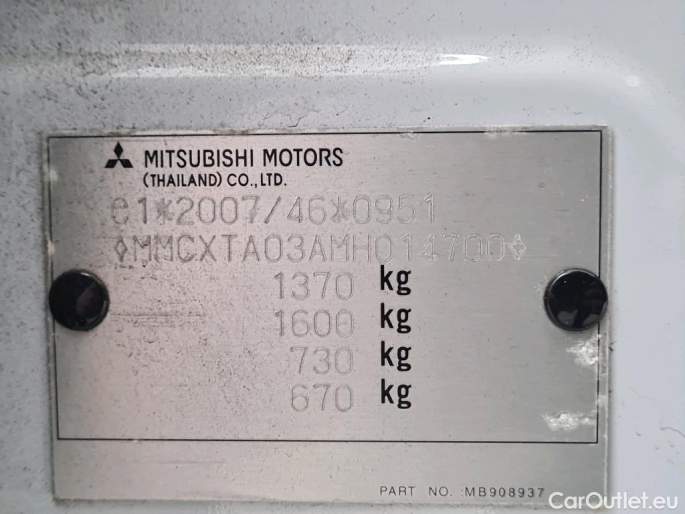 MITSUBISHI MOTORS
(THAILAND) CO.,LTD.
e1*2007/46*0951
◊MMCXTA03AMH014700◊
1370 kg
1600 kg
730 kg
670 kg
PART NO. :MB908937
CarOutlet.eu